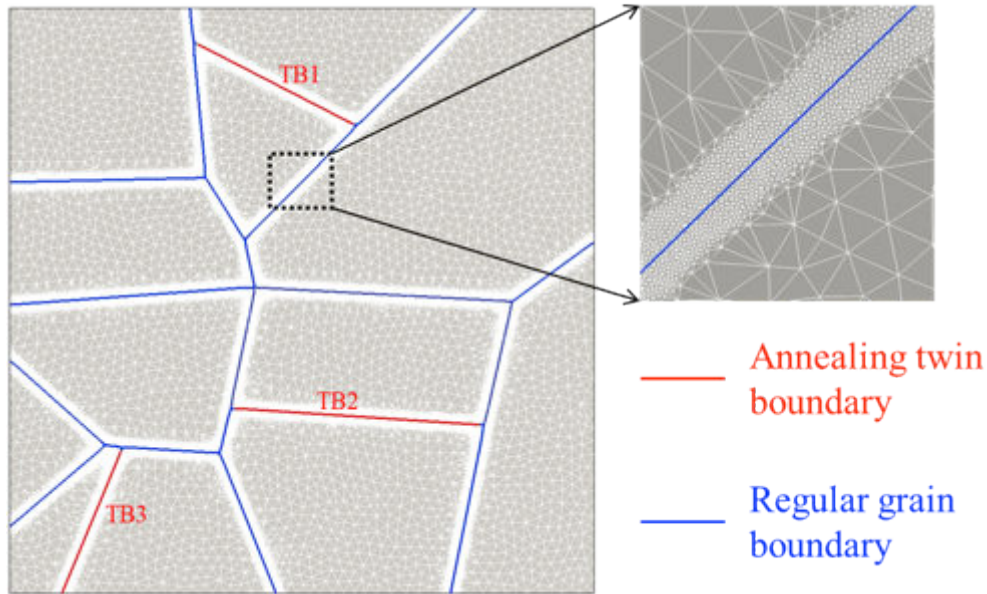 TB1
TB2
TB3
Annealing twin
boundary
Regular grain
boundary